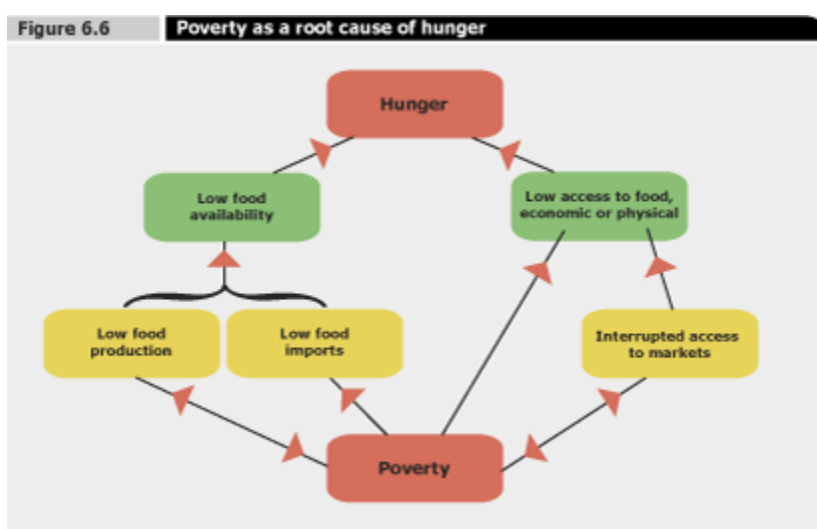 Figure 6.6 Poverty as a root cause of hunger
Hunger
Low food
availability
Low access to food,
economic or physical
Low food
production
Low food
imports
Interrupted access
to markets
Poverty